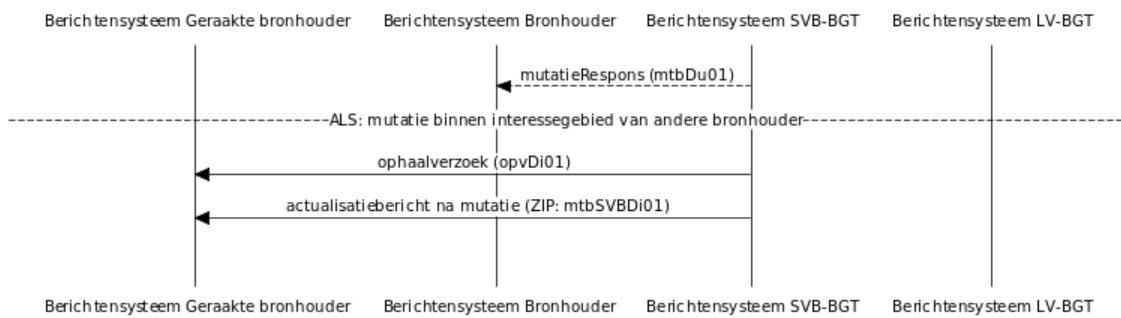 Berichtensysteem Geraakte bronhouder Berichtensysteem Bronhouder Berichtensysteem SVB-BGT Berichtensysteem LV-BGT
mutatieRespons (mtbDu01)
ALS: mutatie binnen interessegebied van andere bronhouder
ophaalverzoek (opvDi01)
actualisatiebericht na mutatie (ZIP: mtbSVBDi01)
Berichtensysteem Geraakte bronhouder Berichtensysteem Bronhouder Berichtensysteem SVB-BGT Berichtensysteem LV-BGT